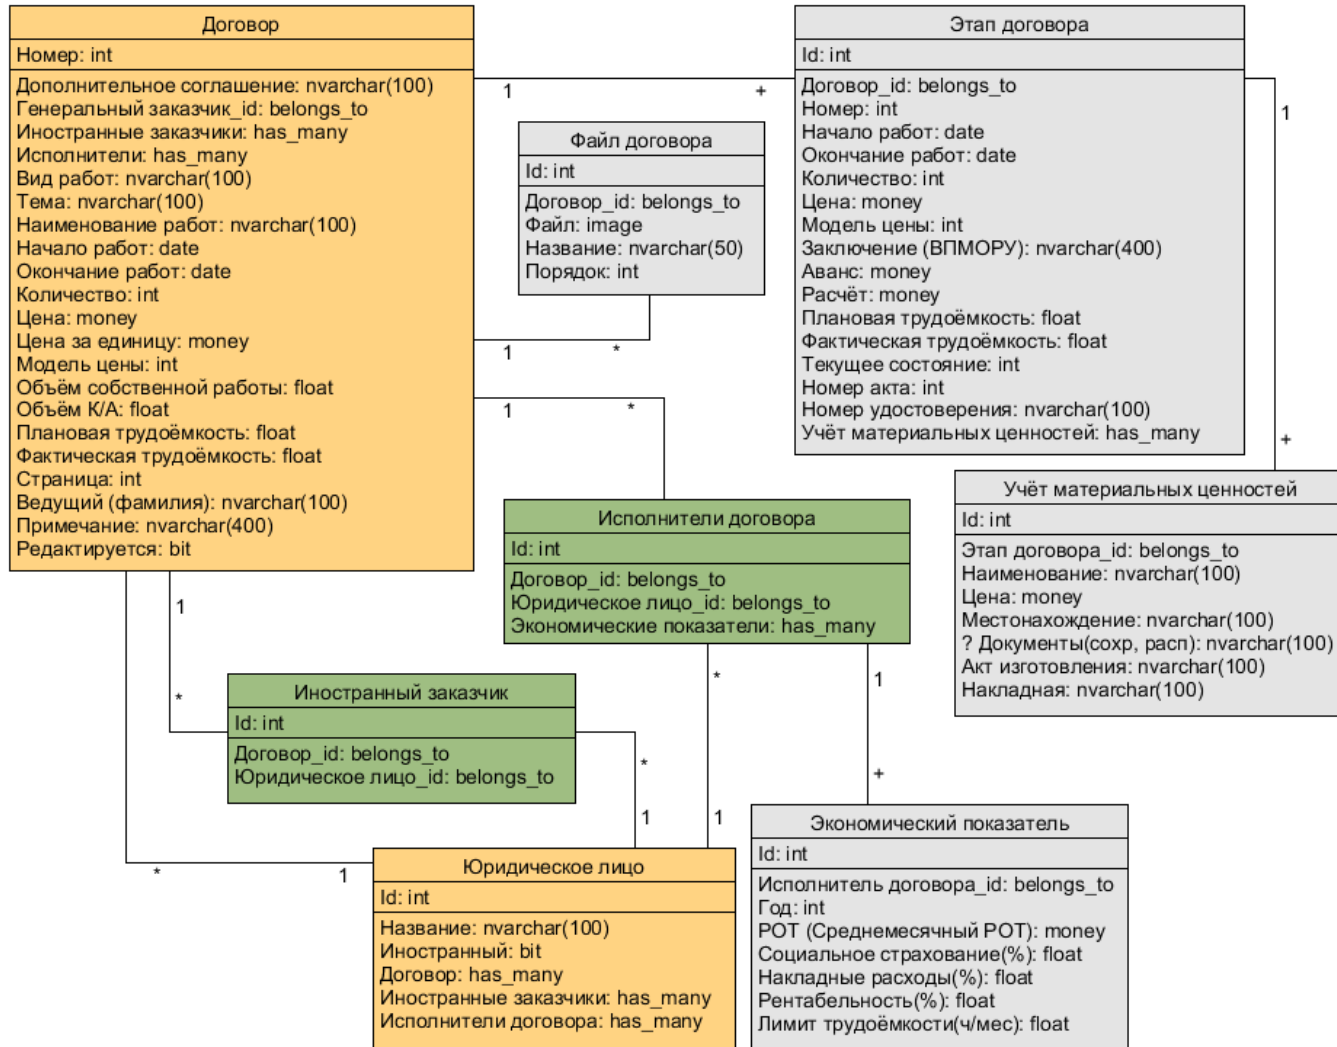 Договор
Номер: int
Дополнительное соглашение: nvarchar(100)
Генеральный заказчик_id: belongs_to
Иностранные заказчики: has_many
Исполнители: has_many
Вид работ: nvarchar(100)
Тема: nvarchar(100)
Наименование работ: nvarchar(100)
Начало работ: date
Окончание работ: date
Количество: int
Цена: money
Цена за единицу: money
Модель цены: int
Объём собственной работы: float
Объём К/А: float
Плановая трудоёмкость: float
Фактическая трудоёмкость: float
Страница: int
Ведущий (фамилия): nvarchar(100)
Примечание: nvarchar(400)
Редактируется: bit
1
+
Файл договора
Id: int
Договор_id: belongs_to
Файл: image
Название: nvarchar(50)
Порядок: int
1
*
1
*
Этап договора
Id: int
Договор_id: belongs_to
Номер: int
Начало работ: date
Окончание работ: date
Количество: int
Цена: money
Модель цены: int
Заключение (ВПМОРУ): nvarchar(400)
Аванс: money
Расчёт: money
Плановая трудоёмкость: float
Фактическая трудоёмкость: float
Текущее состояние: int
Номер акта: int
Номер удостоверения: nvarchar(100)
Учёт материальных ценностей: has_many
1
+
Учёт материальных ценностей
Id: int
Этап договора_id: belongs_to
Наименование: nvarchar(100)
Цена: money
Местонахождение: nvarchar(100)
? Документы(сохр, расп): nvarchar(100)
Акт изготовления: nvarchar(100)
Накладная: nvarchar(100)
Исполнители договора
Id: int
Договор_id: belongs_to
Юридическое лицо_id: belongs_to
Экономические показатели: has_many
1
*
Иностранный заказчик
Id: int
Договор_id: belongs_to
Юридическое лицо_id: belongs_to
*
1
*
1
1
+
*
1
Юридическое лицо
Id: int
Название: nvarchar(100)
Иностранный: bit
Договор: has_many
Иностранные заказчики: has_many
Исполнители договора: has_many
Экономический показатель
Id: int
Исполнитель договора_id: belongs_to
Год: int
РОТ (Среднемесячный РОТ): money
Социальное страхование(%): float
Накладные расходы(%): float
Рентабельность(%): float
Лимит трудоёмкости(ч/мес): float